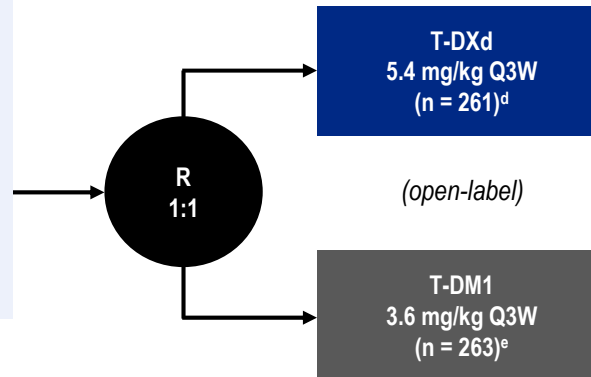 T-DXd
5.4 mg/kg Q3W
(n = 261)ᵈ
R
1:1
(open-label)
T-DM1
3.6 mg/kg Q3W
(n = 263)ᵉ